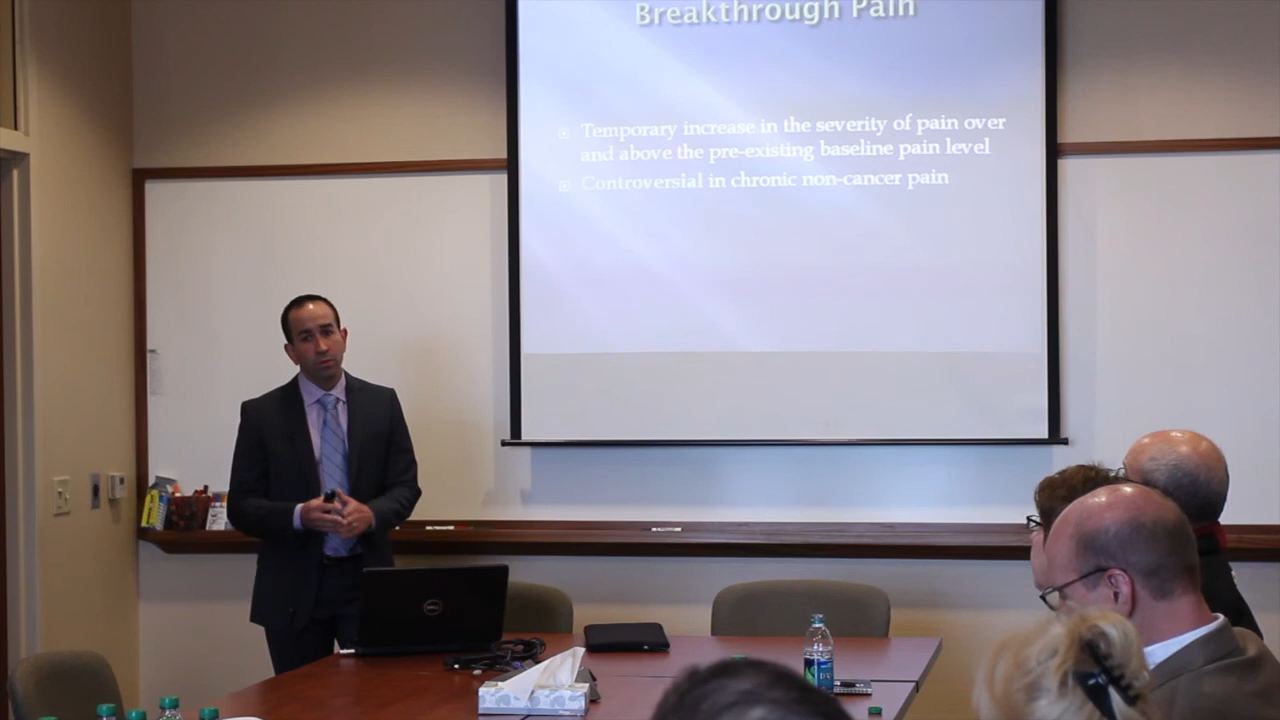 Breakthrough Pain
Temporary increase in the severity of pain over
and above the pre-existing baseline pain level
Controversial in chronic non-cancer pain
DELL